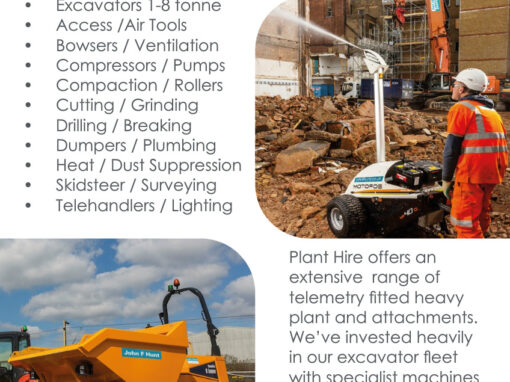 • Excavators 1-8 tonne
• Access /Air Tools
• Bowsers / Ventilation
• Compressors / Pumps
• Compaction / Rollers
• Cutting / Grinding
• Drilling / Breaking
• Dumpers / Plumbing
• Heat / Dust Suppression
• Skidsteer / Surveying
• Telehandlers / Lighting
MOTOFOG
John F Hunt
Plant Hire offers an
extensive range of
telemetry fitted heavy
plant and attachments.
We've invested heavily
in our excavator fleet
with specialist machines